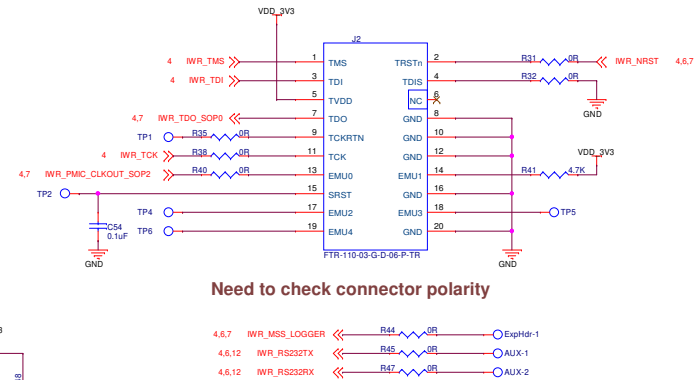 VDD_3V3
J2
4 IWR_TMS 1 TMS TRSTn 2 R31 0R IWR_NRST 4,6,7
4 IWR_TDI 3 TDI TDIS 4 R32 0R
5 TVDD NC 6
GND
4,7 IWR_TDO_SOP0 7 TDO GND 8
TP1 R35 0R 9 TCKRTN GND 10
4 IWR_TCK R38 0R 11 TCK GND 12 VDD_3V3
4,7 IWR_PMIC_CLKOUT_SOP2 R40 0R 13 EMU0 EMU1 14 R41 4.7K
TP2 15 SRST GND 16
TP4 17 EMU2 EMU3 18 TP5
C54
0.1uF
TP6 19 EMU4 GND 20
GND FTR-110-03-G-D-06-P-TR GND
Need to check connector polarity
4,6,7 IWR_MSS_LOGGER R44 0R ExpHdr-1
4,6,12 IWR_RS232TX R45 0R AUX-1
4,6,12 IWR_RS232RX R47 0R AUX-2